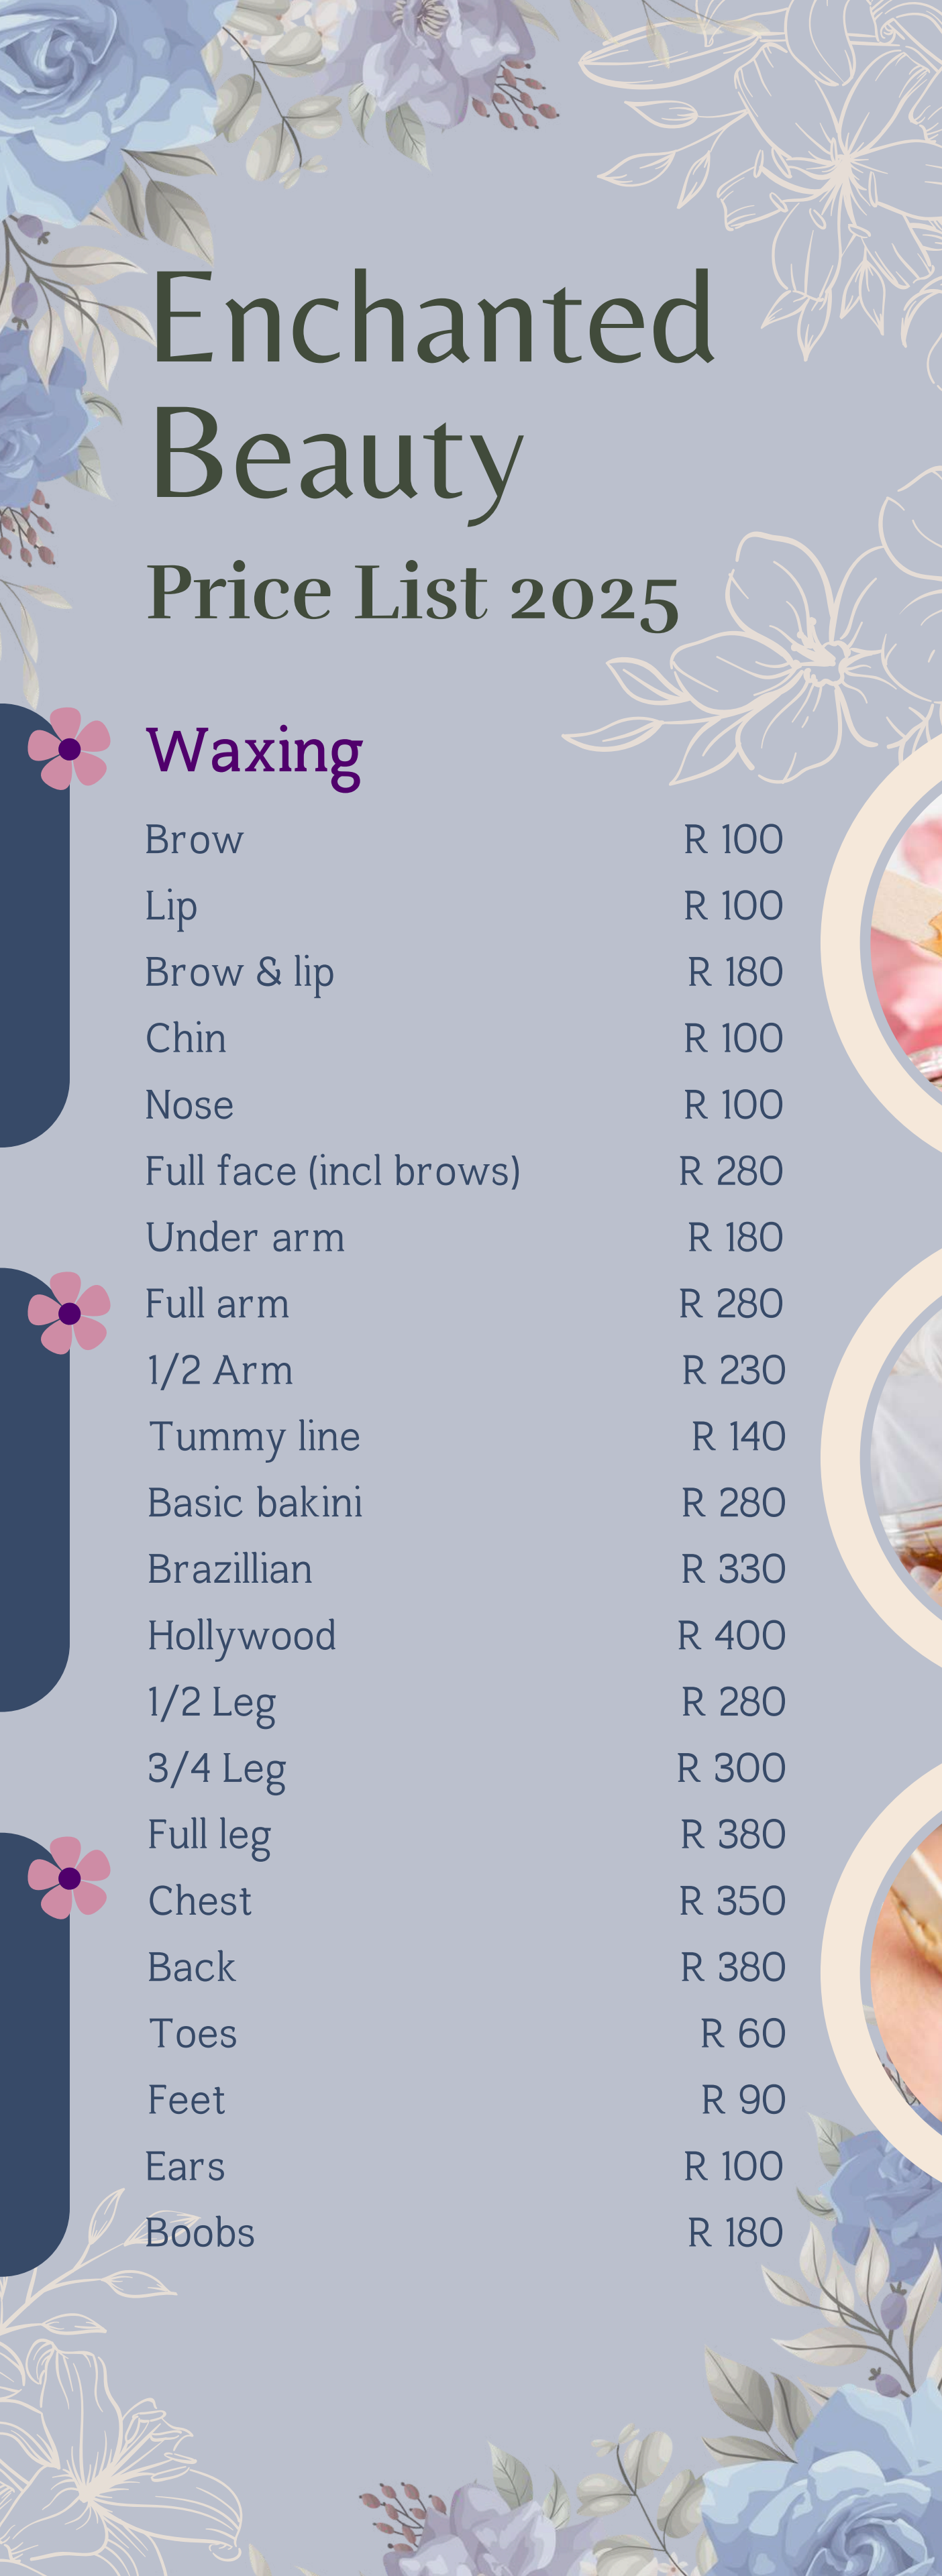 Enchanted
Beauty
Price List 2025
Waxing
Brow R 100
Lip R 100
Brow & lip R 180
Chin R 100
Nose R 100
Full face (incl brows) R 280
Under arm R 180
Full arm R 280
1/2 Arm R 230
Tummy line R 140
Basic bakini R 280
Brazillian R 330
Hollywood R 400
1/2 Leg R 280
3/4 Leg R 300
Full leg R 380
Chest R 350
Back R 380
Toes R 60
Feet R 90
Ears R 100
Boobs R 180